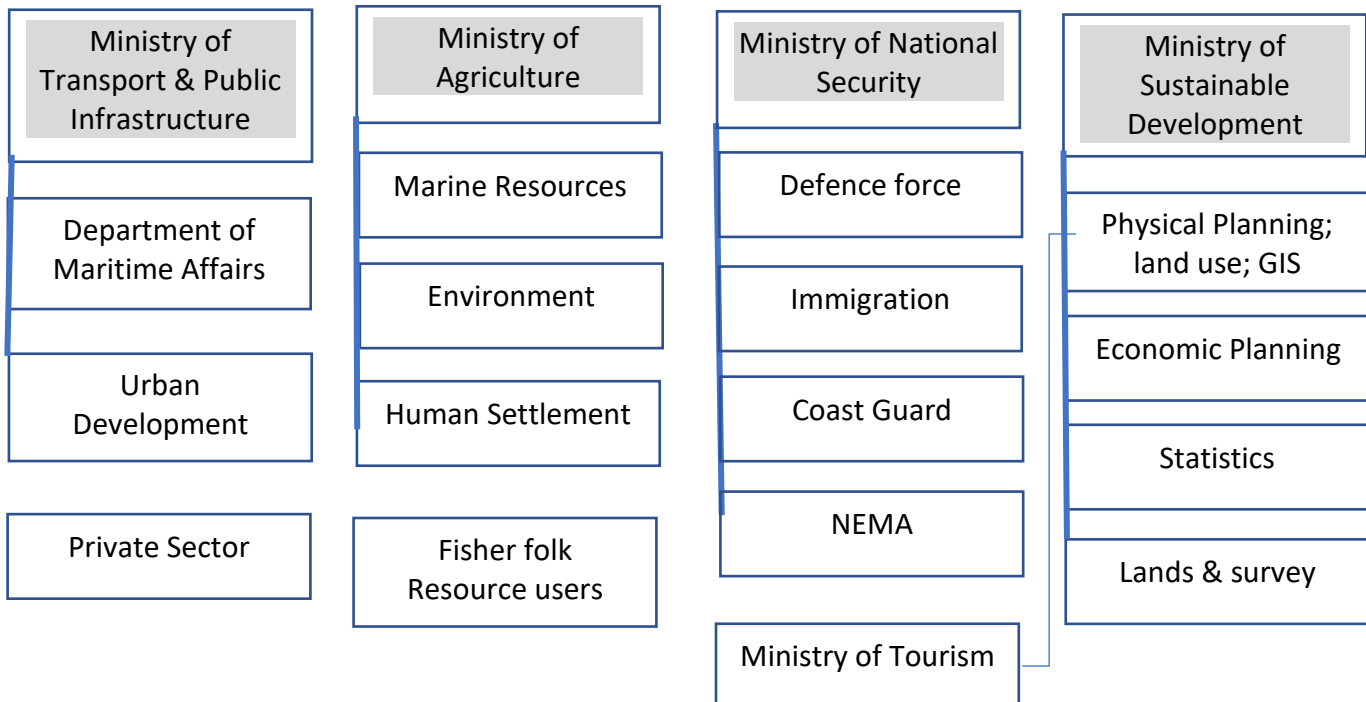 Ministry of
Transport & Public
Infrastructure
Department of
Maritime Affairs
Urban
Development
Private Sector
Ministry of
Agriculture
Marine Resources
Environment
Human Settlement
Fisher folk
Resource users
Ministry of National
Security
Defence force
Immigration
Coast Guard
NEMA
Ministry of Tourism
Ministry of
Sustainable
Development
Physical Planning;
land use; GIS
Economic Planning
Statistics
Lands & survey